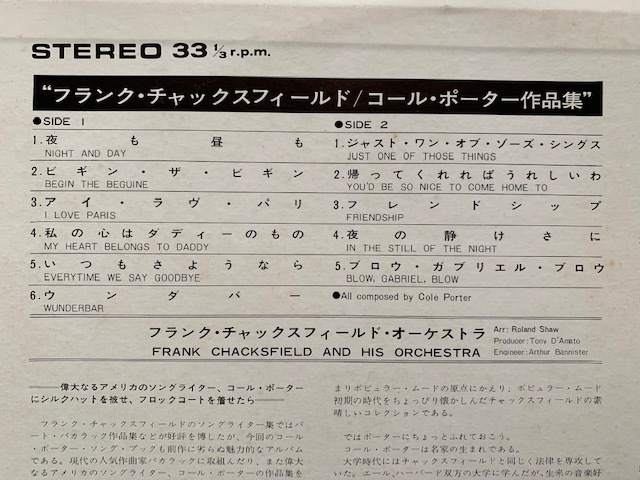 STEREO 33 1/3 r.p.m.
“フランク・チャックスフィールド/コール・ポーター作品集”
●SIDE 1
1.夜も昼も
NIGHT AND DAY
2.ビギン・ザ・ビギン
BEGIN THE BEGUINE
3.アイ・ラヴ・パリ
I LOVE PARIS
4.私の心はダディーのもの
MY HEART BELONGS TO DADDY
5.いつもさようなら
EVERYTIME WE SAY GOODBYE
6.ウンダバー
WUNDERBAR
●SIDE 2
1.ジャスト・ワン・オブ・ゾーズ・シングス
JUST ONE OF THOSE THINGS
2.帰ってくれればうれしいわ
YOU'D BE SO NICE TO COME HOME TO
3.フレンドシップ
FRIENDSHIP
4.夜の静けさに
IN THE STILL OF THE NIGHT
5.ブロウ・ガブリエル・ブロウ
BLOW, GABRIEL, BLOW
●All composed by Cole Porter
フランク・チャックスフィールド・オーケストラ
FRANK CHACKSFIELD AND HIS ORCHESTRA
Arr: Roland Shaw
Producer: Tony D'Amato
Engineer: Arthur Bannister
——偉大なるアメリカのソングライター、コール・ポーター
にシルクハットを被せ、フロックコートを着せたら——
フランク・チャックスフィールドのソングライター集ではバ
ート・バカラック作品集などが好評を博したが、今回のコール
・ポーター・ソング・ブックも前作に劣らぬ魅力的なアルバム
である。現代の人気作曲家バカラックに取組んだり、また偉大
なるアメリカのソングライター、コール・ポーターの作品集
まりポピュラー・ムードの原点にかえり、ポピュラー・ムード
初期の時代をちょっぴり懐かしんだチャックスフィールドの素
晴しいコレクションである。
ではポーターにちょっとふれておこう。
コール・ポーターは名家の生まれである。
大学時代にはチャックスフィールドと同じく法律を専攻してい
た。エール、ハーバード双方の大学に学んだが、生来の音楽好